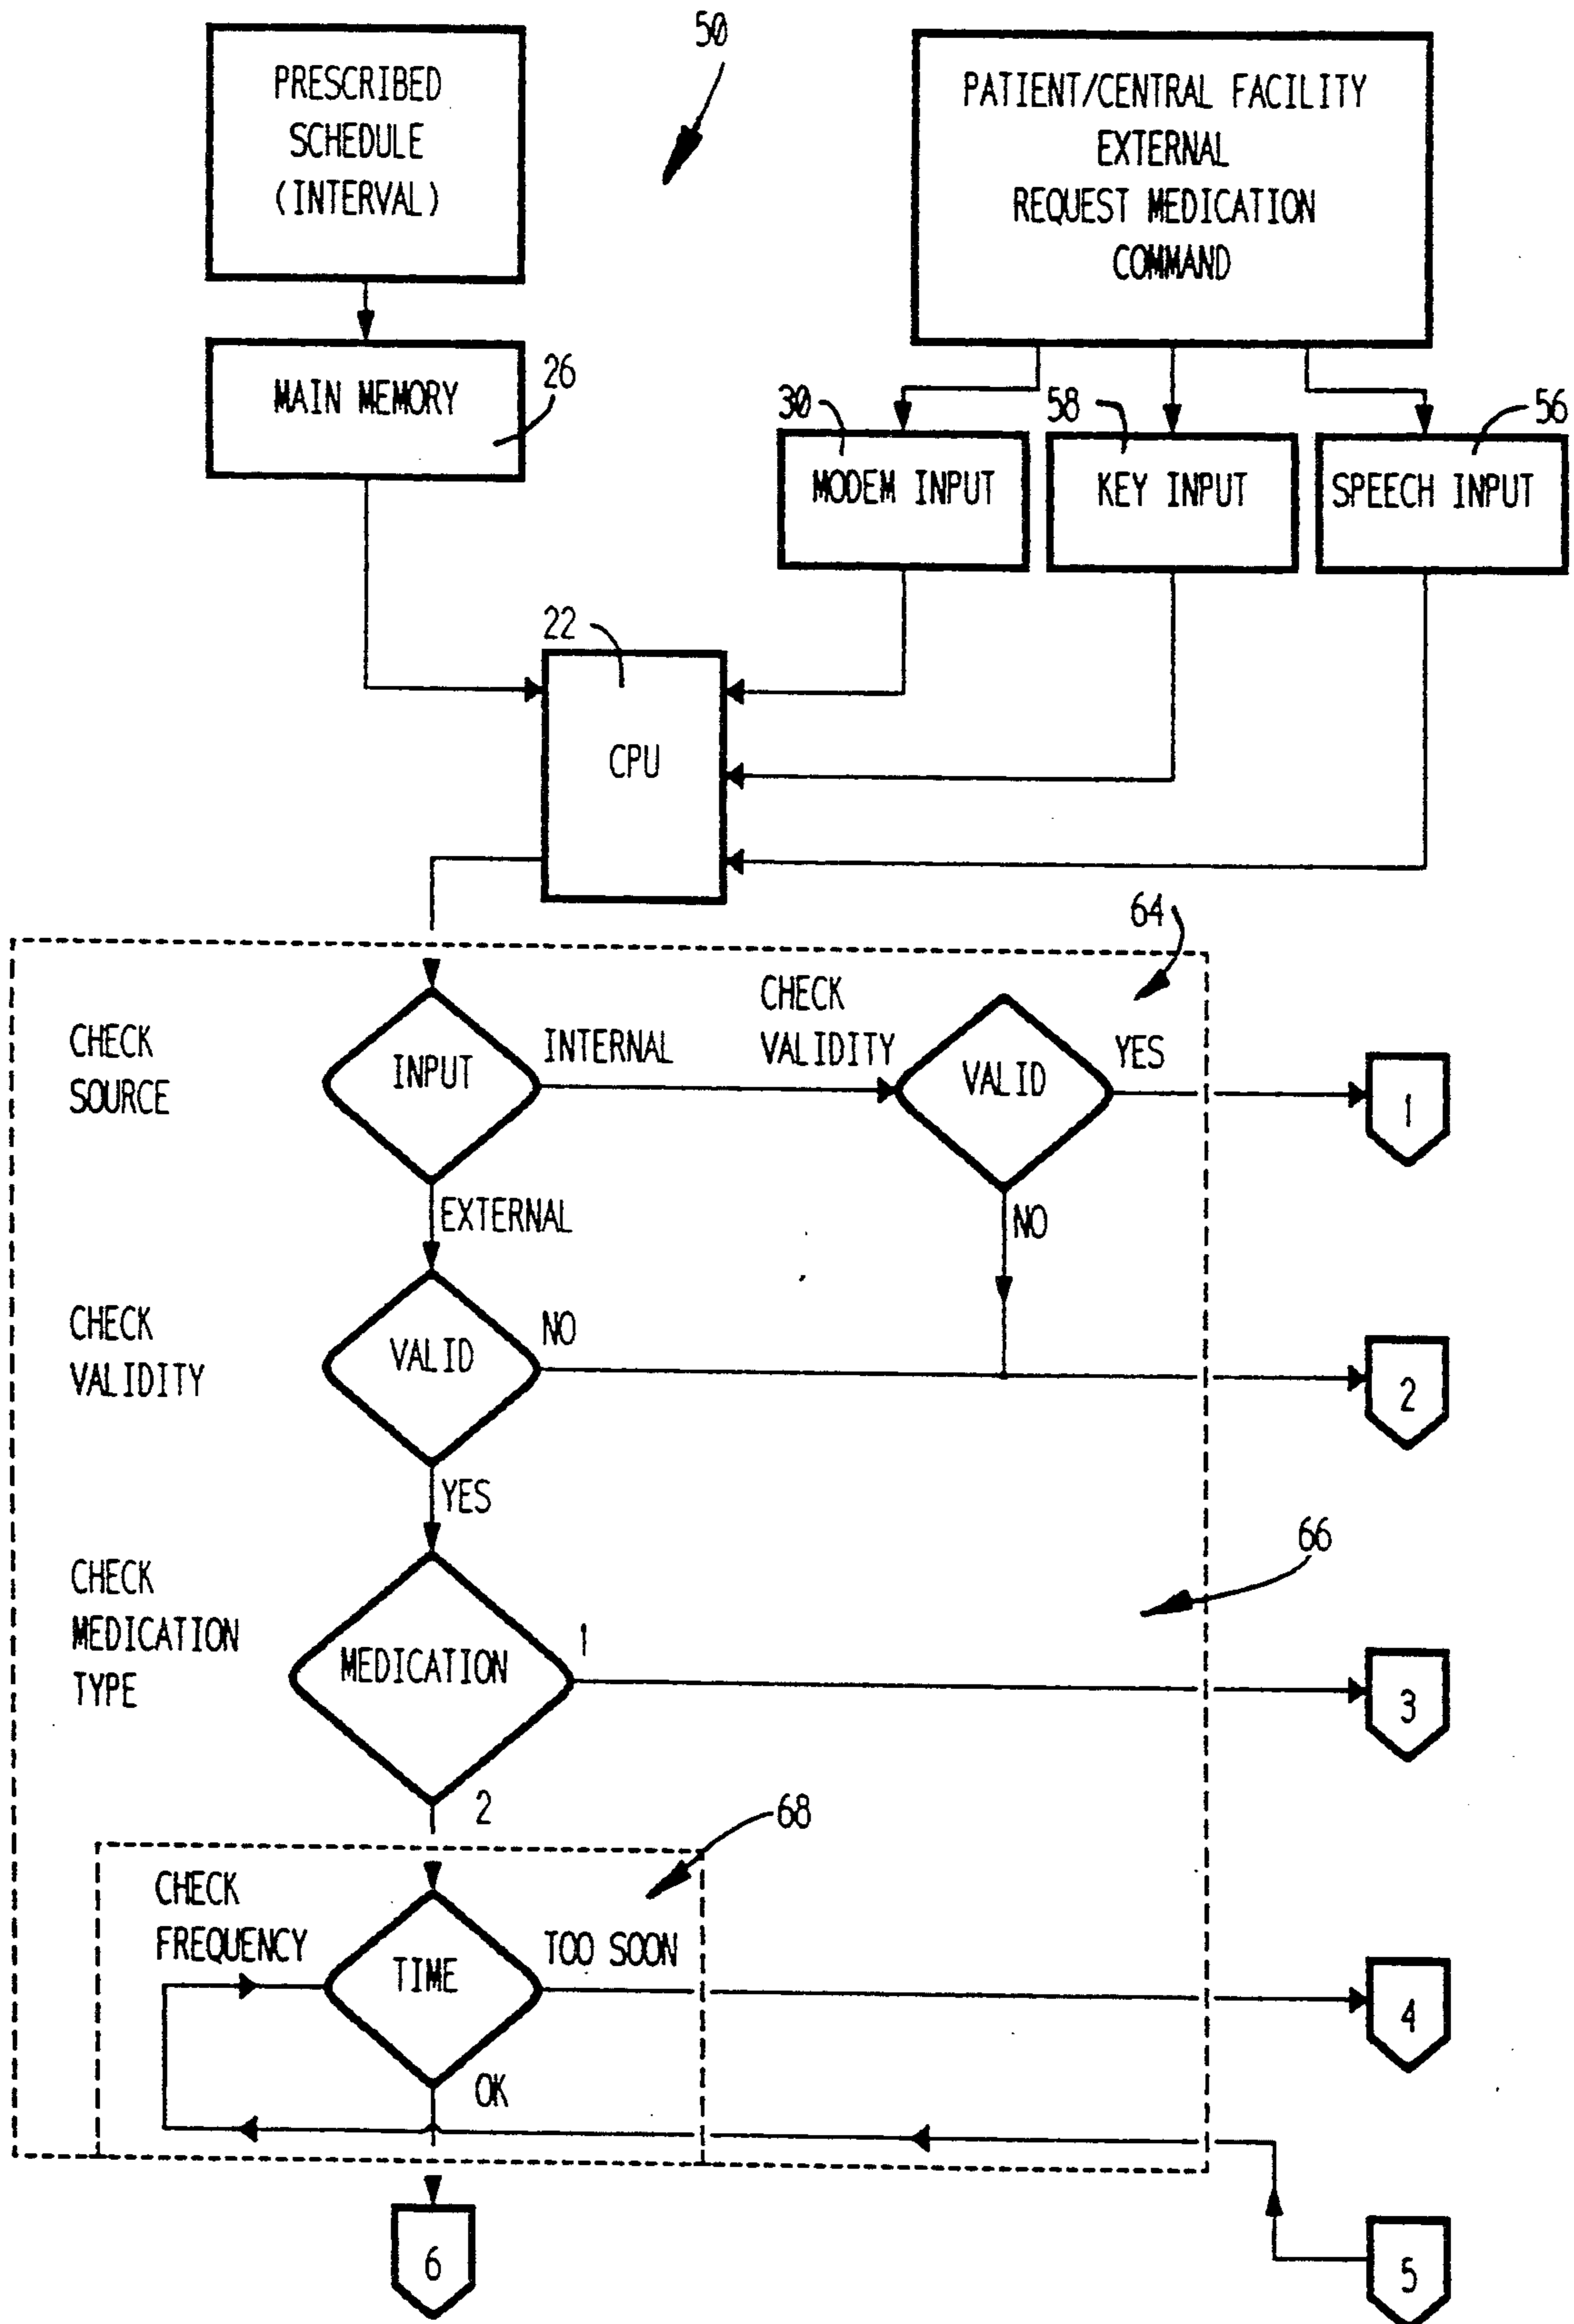 50
PRESCRIBED
SCHEDULE
(INTERVAL)
PATIENT/CENTRAL FACILITY
EXTERNAL
REQUEST MEDICATION
COMMAND
MAIN MEMORY
26
30
MODEM INPUT
58
KEY INPUT
56
SPEECH INPUT
22
CPU
64
CHECK
SOURCE
INPUT
INTERNAL
CHECK
VALIDITY
VALID
YES
1
EXTERNAL
NO
CHECK
VALIDITY
VALID
NO
2
YES
66
CHECK
MEDICATION
TYPE
MEDICATION
1
3
2
68
CHECK
FREQUENCY
TIME
TOO SOON
4
OK
6
5